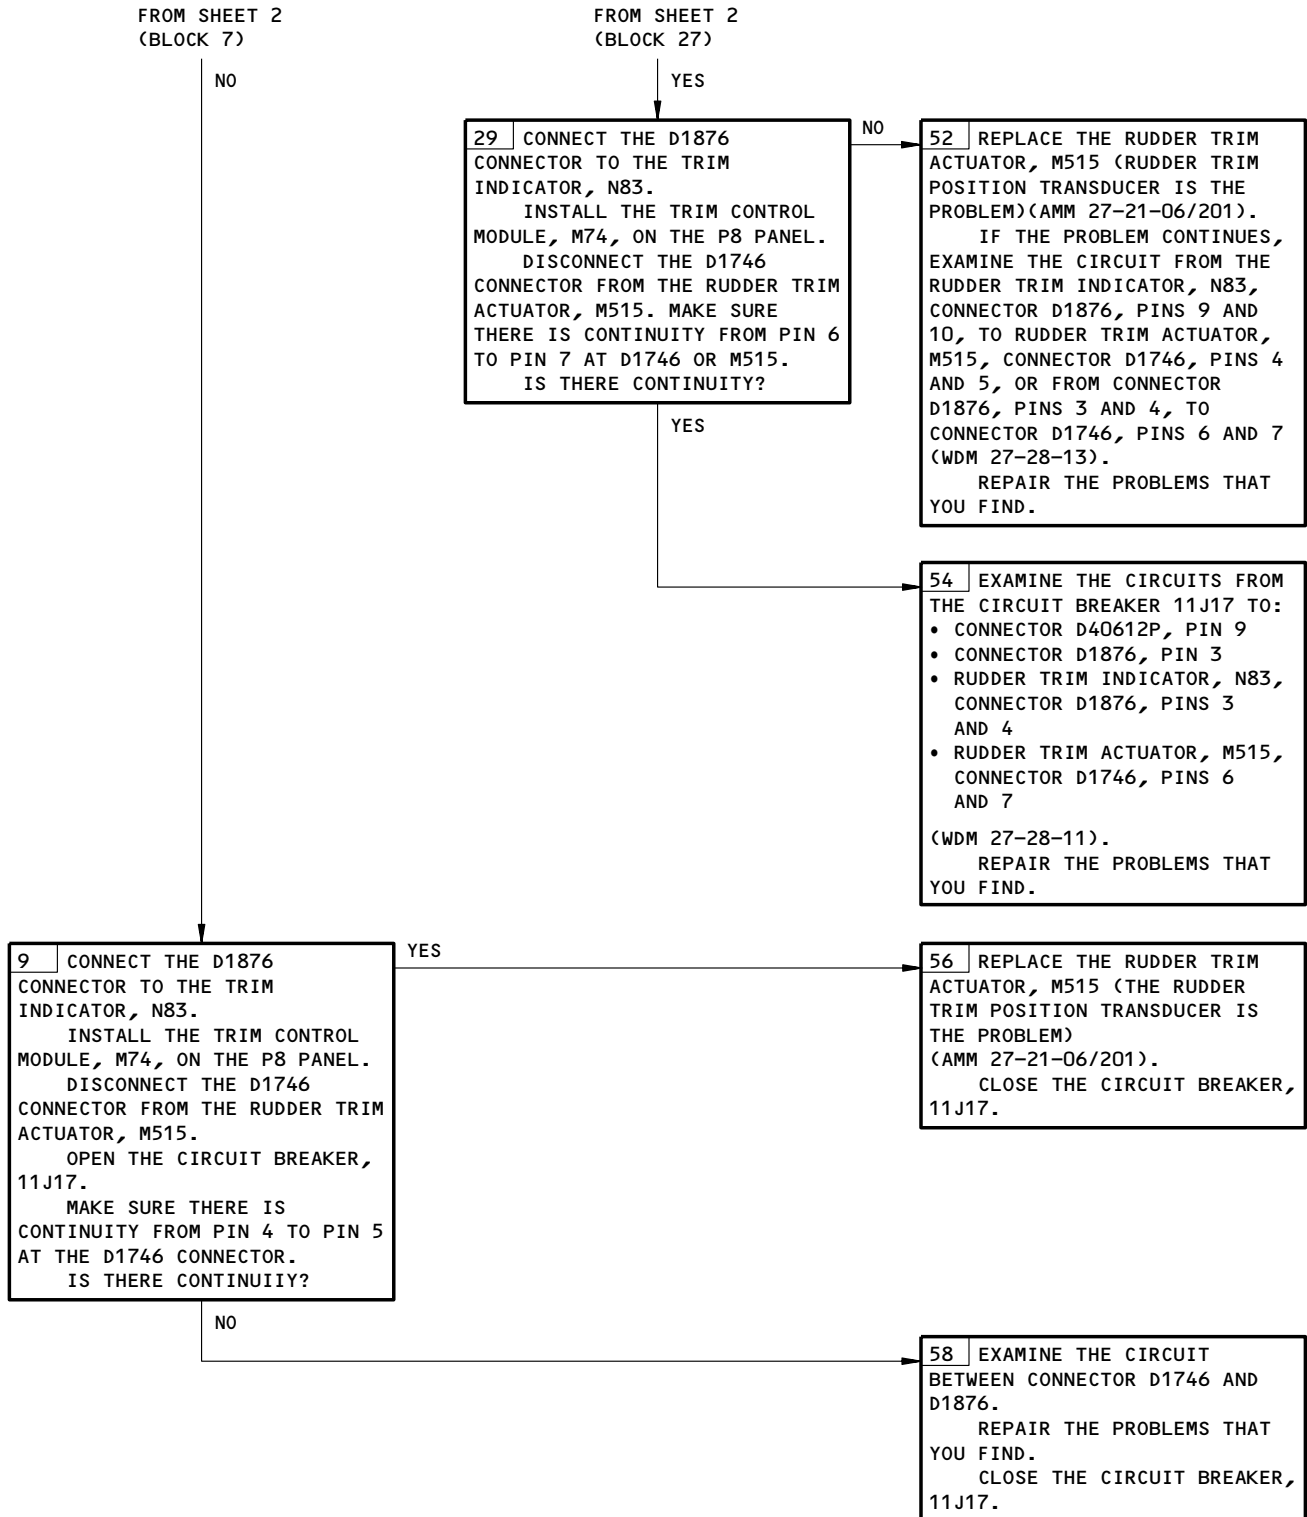 FROM SHEET 2
(BLOCK 7)
NO
FROM SHEET 2
(BLOCK 27)
YES
29 CONNECT THE D1876
CONNECTOR TO THE TRIM
INDICATOR, N83.
INSTALL THE TRIM CONTROL
MODULE, M74, ON THE P8 PANEL.
DISCONNECT THE D1746
CONNECTOR FROM THE RUDDER TRIM
ACTUATOR, M515. MAKE SURE
THERE IS CONTINUITY FROM PIN 6
TO PIN 7 AT D1746 OR M515.
IS THERE CONTINUITY?
NO
YES
52 REPLACE THE RUDDER TRIM
ACTUATOR, M515 (RUDDER TRIM
POSITION TRANSDUCER IS THE
PROBLEM)(AMM 27-21-06/201).
IF THE PROBLEM CONTINUES,
EXAMINE THE CIRCUIT FROM THE
RUDDER TRIM INDICATOR, N83,
CONNECTOR D1876, PINS 9 AND
10, TO RUDDER TRIM ACTUATOR,
M515, CONNECTOR D1746, PINS 4
AND 5, OR FROM CONNECTOR
D1876, PINS 3 AND 4, TO
CONNECTOR D1746, PINS 6 AND 7
(WDM 27-28-13).
REPAIR THE PROBLEMS THAT
YOU FIND.
54 EXAMINE THE CIRCUITS FROM
THE CIRCUIT BREAKER 11J17 TO:
• CONNECTOR D40612P, PIN 9
• CONNECTOR D1876, PIN 3
• RUDDER TRIM INDICATOR, N83,
CONNECTOR D1876, PINS 3
AND 4
• RUDDER TRIM ACTUATOR, M515,
CONNECTOR D1746, PINS 6
AND 7
(WDM 27-28-11).
REPAIR THE PROBLEMS THAT
YOU FIND.
9 CONNECT THE D1876
CONNECTOR TO THE TRIM
INDICATOR, N83.
INSTALL THE TRIM CONTROL
MODULE, M74, ON THE P8 PANEL.
DISCONNECT THE D1746
CONNECTOR FROM THE RUDDER TRIM
ACTUATOR, M515.
OPEN THE CIRCUIT BREAKER,
11J17.
MAKE SURE THERE IS
CONTINUITY FROM PIN 4 TO PIN 5
AT THE D1746 CONNECTOR.
IS THERE CONTINUIIY?
YES
NO
56 REPLACE THE RUDDER TRIM
ACTUATOR, M515 (THE RUDDER
TRIM POSITION TRANSDUCER IS
THE PROBLEM)
(AMM 27-21-06/201).
CLOSE THE CIRCUIT BREAKER,
11J17.
58 EXAMINE THE CIRCUIT
BETWEEN CONNECTOR D1746 AND
D1876.
REPAIR THE PROBLEMS THAT
YOU FIND.
CLOSE THE CIRCUIT BREAKER,
11J17.